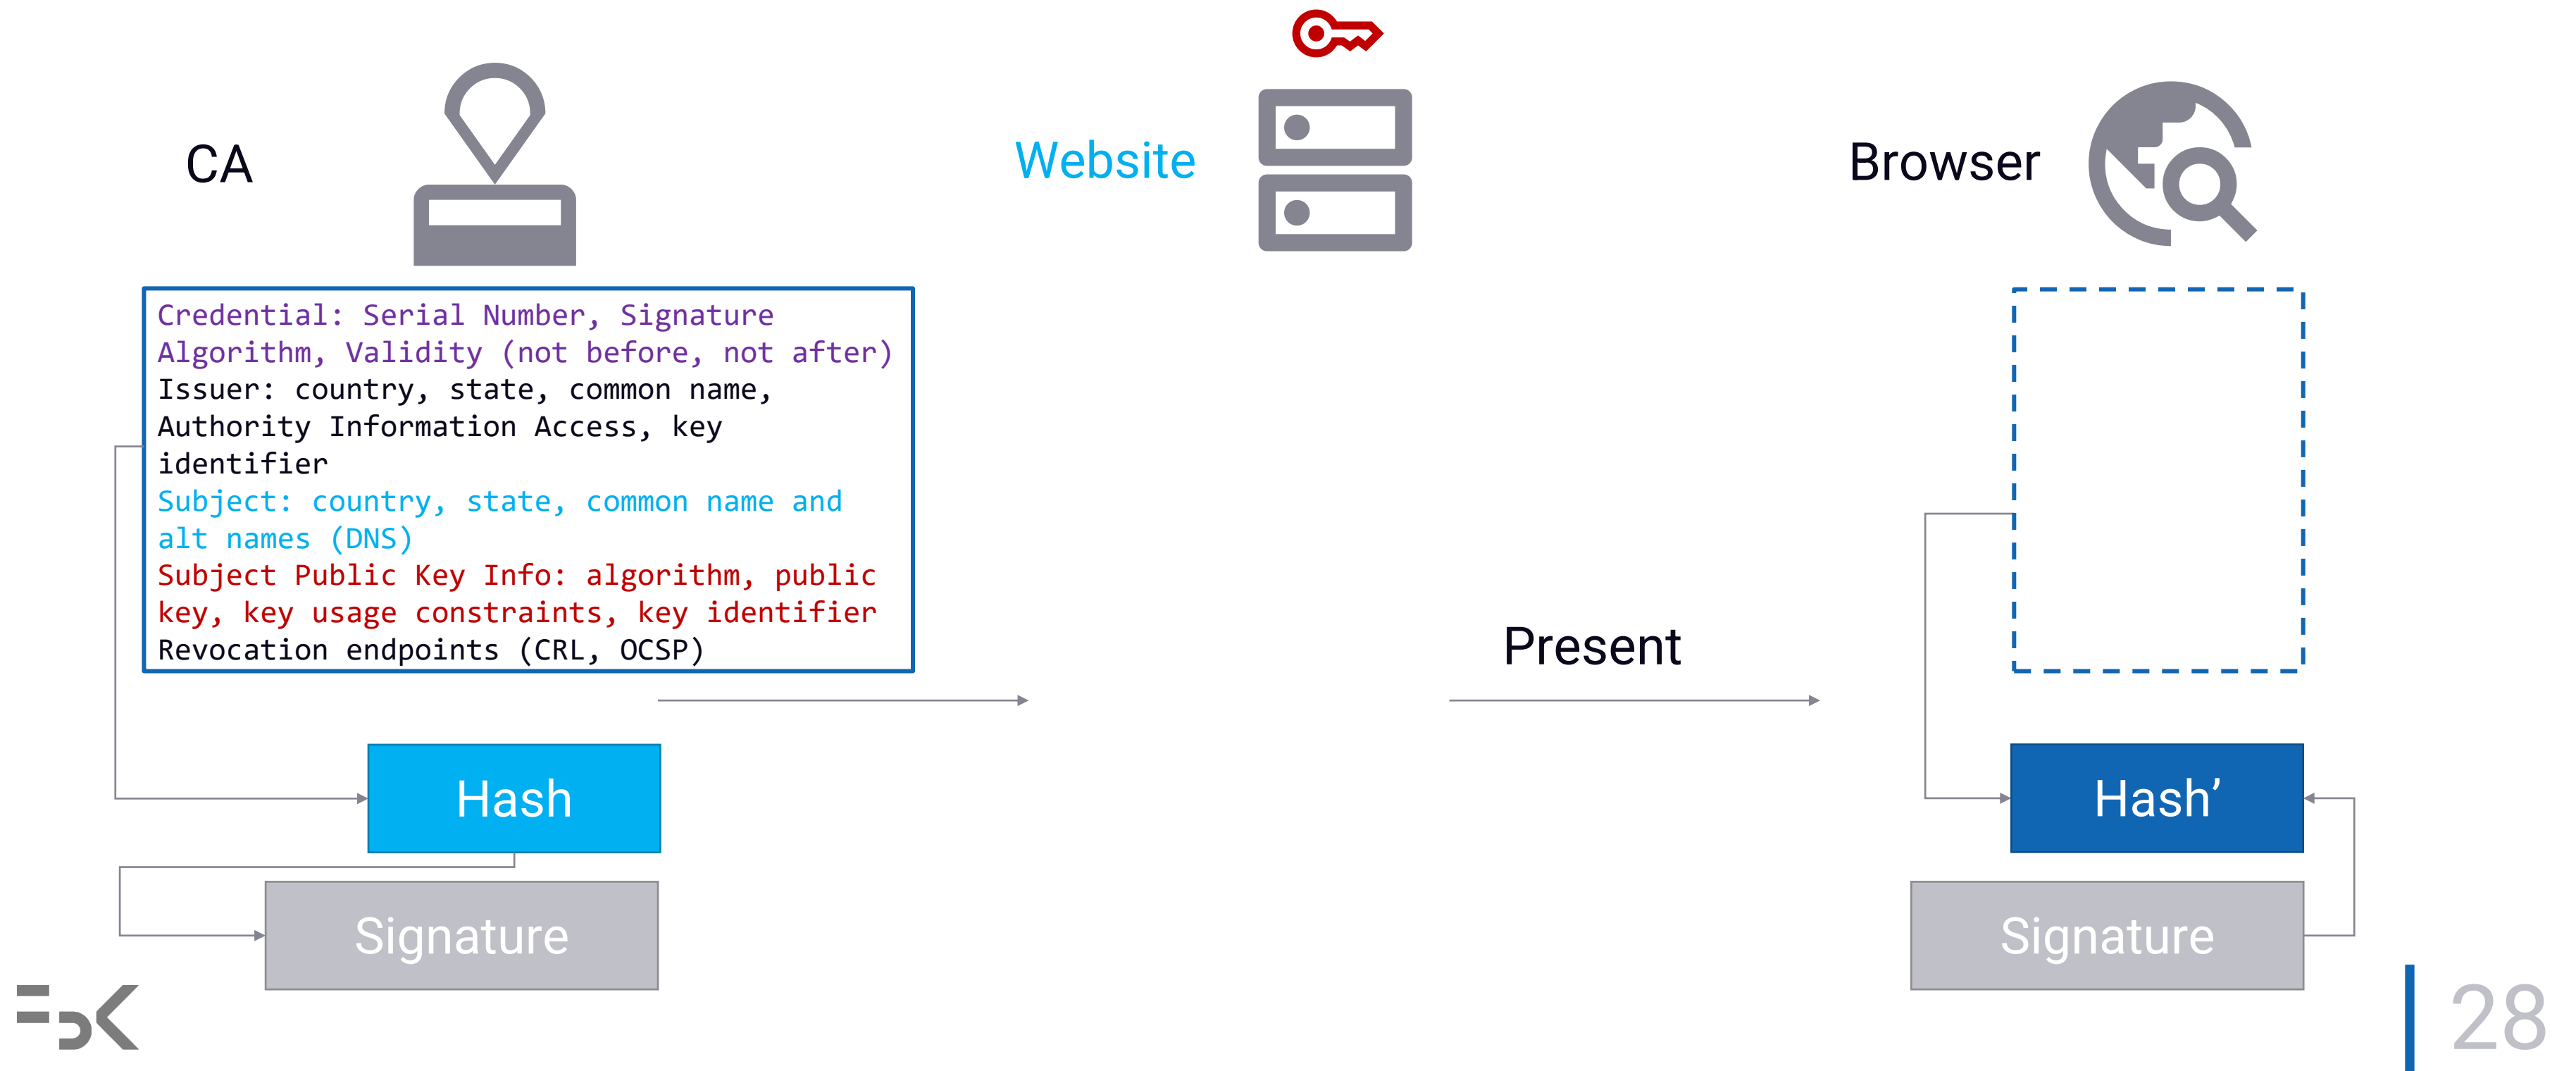 CA
Website
Browser
Credential: Serial Number, Signature
Algorithm, Validity (not before, not after)
Issuer: country, state, common name,
Authority Information Access, key
identifier
Subject: country, state, common name and
alt names (DNS)
Subject Public Key Info: algorithm, public
key, key usage constraints, key identifier
Revocation endpoints (CRL, OCSP)
Present
Hash
Hash’
Signature
Signature
FBK
28